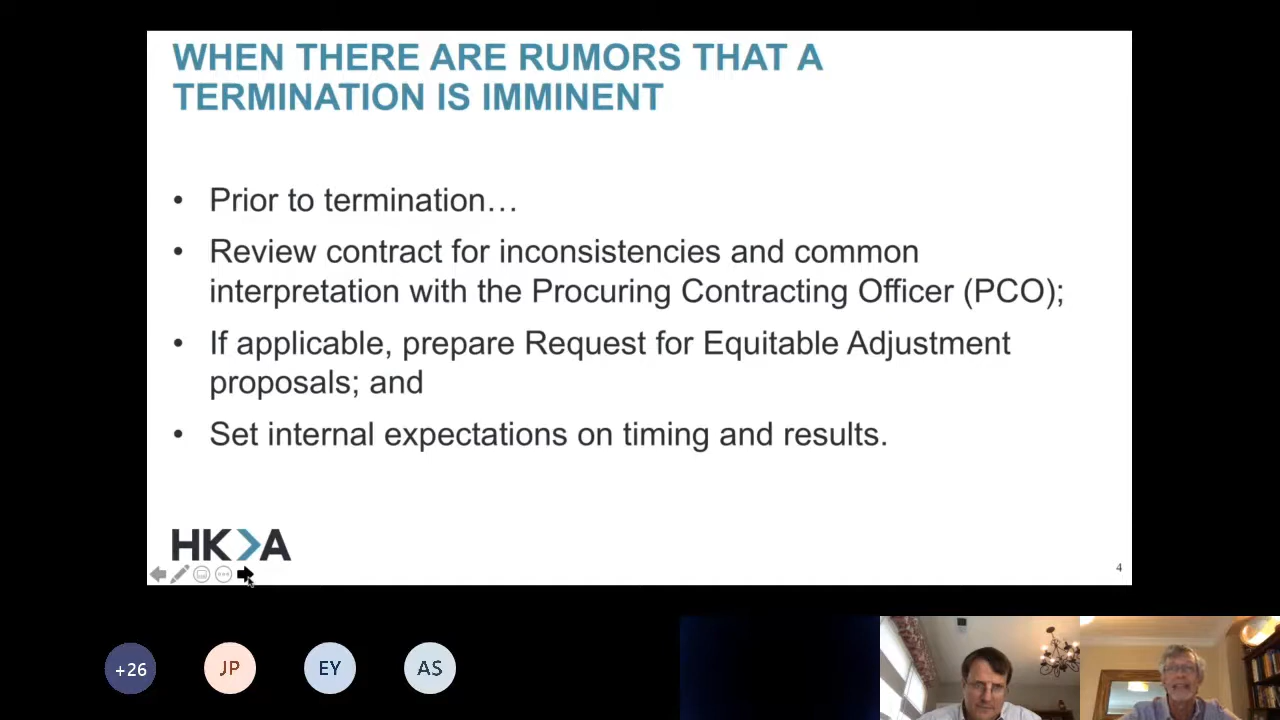 WHEN THERE ARE RUMORS THAT A
TERMINATION IS IMMINENT
• Prior to termination…
• Review contract for inconsistencies and common
interpretation with the Procuring Contracting Officer (PCO);
• If applicable, prepare Request for Equitable Adjustment
proposals; and
• Set internal expectations on timing and results.
HKA
4
+26
JP
EY
AS